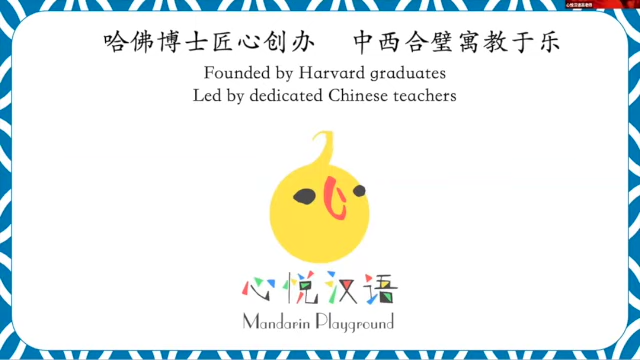 哈佛博士匠心创办 中西合璧寓教于乐
Founded by Harvard graduates
Led by dedicated Chinese teachers
心悦汉语
Mandarin Playground